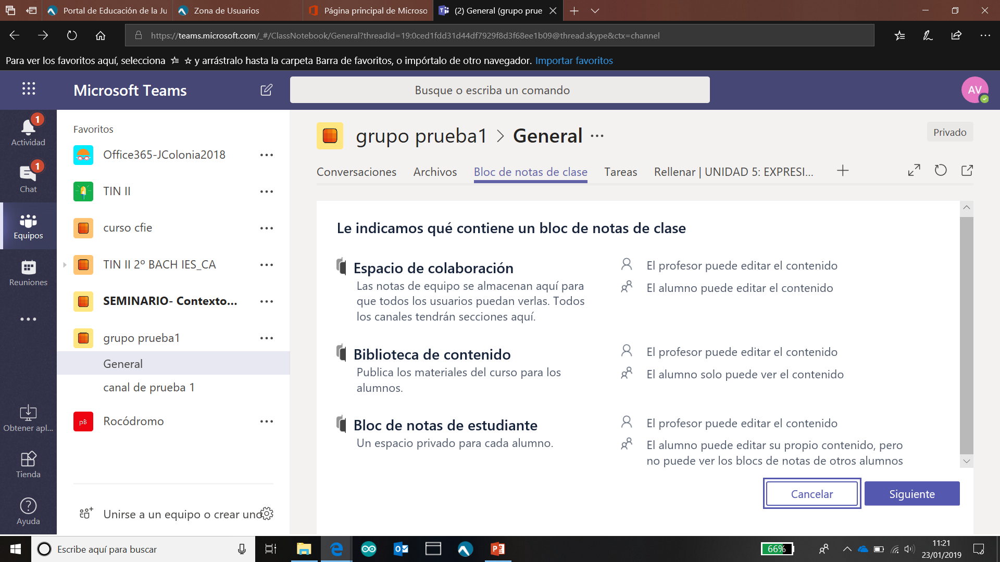 Portal de Educación de la Ju
Zona de Usuarios
Página principal de Microso
(2) General (grupo prue
https://teams.microsoft.com/_#/ClassNotebook/General?threadId=19:0ced1fdd31d44df7929f8d3f68ee1b09@thread.skype&ctx=channel
Para ver los favoritos aquí, selecciona y arrástralo hasta la carpeta Barra de favoritos, o impórtalo de otro navegador. Importar favoritos
Microsoft Teams
Busque o escriba un comando
AV
1
Actividad
1
Chat
Equipos
Reuniones
Obtener apl...
Tienda
Ayuda
Favoritos
Office365-JColonia2018
TIN II
curso cfie
TIN II 2º BACH IES_CA
SEMINARIO- Contexto...
grupo prueba1
General
canal de prueba 1
pB
Rocódromo
Unirse a un equipo o crear uno
grupo prueba1 > General ...
Privado
Conversaciones
Archivos
Bloc de notas de clase
Tareas
Rellenar | UNIDAD 5: EXPRESI...
Le indicamos qué contiene un bloc de notas de clase
Espacio de colaboración
Las notas de equipo se almacenan aquí para
que todos los usuarios puedan verlas. Todos
los canales tendrán secciones aquí.
El profesor puede editar el contenido
El alumno puede editar el contenido
Biblioteca de contenido
Publica los materiales del curso para los
alumnos.
El profesor puede editar el contenido
El alumno solo puede ver el contenido
Bloc de notas de estudiante
Un espacio privado para cada alumno.
El profesor puede editar el contenido
El alumno puede editar su propio contenido, pero
no puede ver los blocs de notas de otros alumnos
Cancelar
Siguiente
Escribe aquí para buscar
66%
11:21
23/01/2019